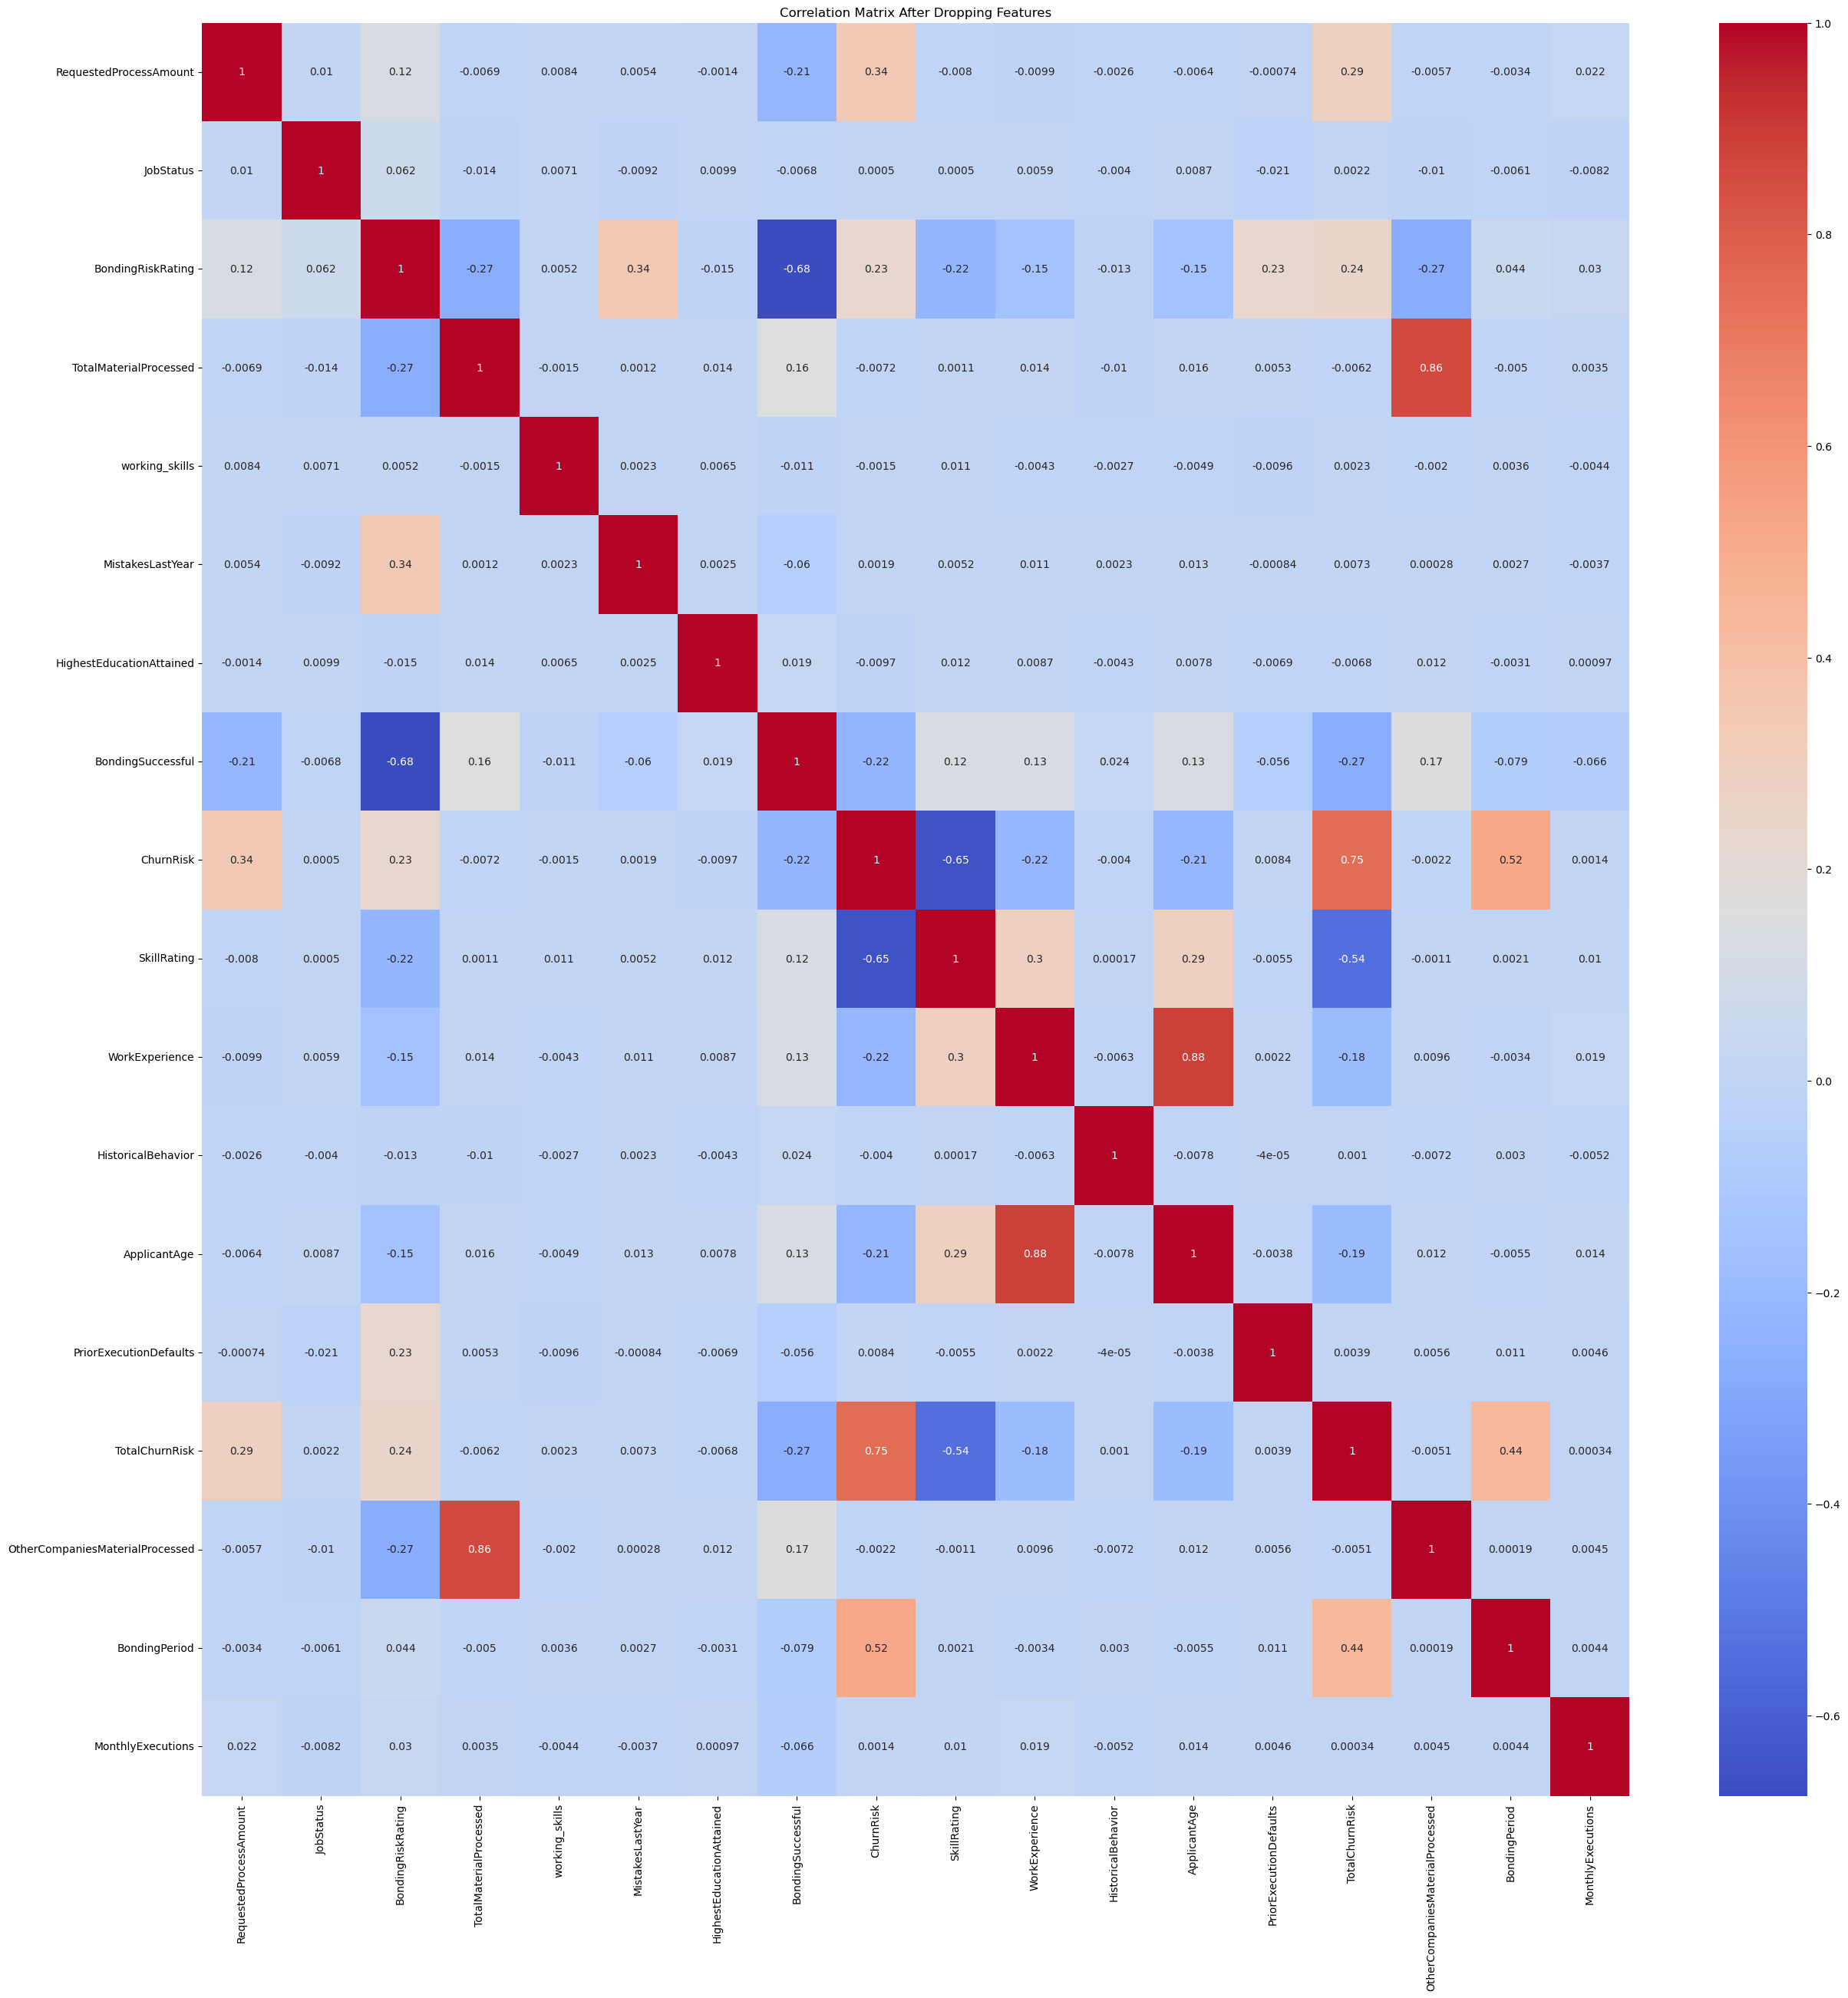 Correlation Matrix After Dropping Features
RequestedProcessAmount 1 0.01 0.12 -0.0069 0.0084 0.0054 -0.0014 -0.21 0.34 -0.008 -0.0099 -0.0026 -0.0064 -0.00074 0.29 -0.0057 -0.0034 0.022
JobStatus 0.01 1 0.062 -0.014 0.0071 -0.0092 0.0099 -0.0068 0.0005 0.0005 0.0059 -0.004 0.0087 -0.021 0.0022 -0.01 -0.0061 -0.0082
BondingRiskRating 0.12 0.062 1 -0.27 0.0052 0.34 -0.015 -0.68 0.23 -0.22 -0.15 -0.013 -0.15 0.23 0.24 -0.27 0.044 0.03
TotalMaterialProcessed -0.0069 -0.014 -0.27 1 -0.0015 0.0012 0.014 0.16 -0.0072 0.0011 0.014 -0.01 0.016 0.0053 -0.0062 0.86 -0.005 0.0035
working_skills 0.0084 0.0071 0.0052 -0.0015 1 0.0023 0.0065 -0.011 -0.0015 0.011 -0.0043 -0.0027 -0.0049 -0.0096 0.0023 -0.002 0.0036 -0.0044
MistakesLastYear 0.0054 -0.0092 0.34 0.0012 0.0023 1 0.0025 -0.06 0.0019 0.0052 0.011 0.0023 0.013 -0.00084 0.0073 0.00028 0.0027 -0.0037
HighestEducationAttained -0.0014 0.0099 -0.015 0.014 0.0065 0.0025 1 0.019 -0.0097 0.012 0.0087 -0.0043 0.0078 -0.0069 -0.0068 0.012 -0.0031 0.00097
BondingSuccessful -0.21 -0.0068 -0.68 0.16 -0.011 -0.06 0.019 1 -0.22 0.12 0.13 0.024 0.13 -0.056 -0.27 0.17 -0.079 -0.066
ChurnRisk 0.34 0.0005 0.23 -0.0072 -0.0015 0.0019 -0.0097 -0.22 1 -0.65 -0.22 -0.004 -0.21 0.0084 0.75 -0.0022 0.52 0.0014
SkillRating -0.008 0.0005 -0.22 0.0011 0.011 0.0052 0.012 0.12 -0.65 1 0.3 0.00017 0.29 -0.0055 -0.54 -0.0011 0.0021 0.01
WorkExperience -0.0099 0.0059 -0.15 0.014 -0.0043 0.011 0.0087 0.13 -0.22 0.3 1 -0.0063 0.88 0.0022 -0.18 0.0096 -0.0034 0.019
HistoricalBehavior -0.0026 -0.004 -0.013 -0.01 -0.0027 0.0023 -0.0043 0.024 -0.004 0.00017 -0.0063 1 -0.0078 -4e-05 0.001 -0.0072 0.003 -0.0052
ApplicantAge -0.0064 0.0087 -0.15 0.016 -0.0049 0.013 0.0078 0.13 -0.21 0.29 0.88 -0.0078 1 -0.0038 -0.19 0.012 -0.0055 0.014
PriorExecutionDefaults -0.00074 -0.021 0.23 0.0053 -0.0096 -0.00084 -0.0069 -0.056 0.0084 -0.0055 0.0022 -4e-05 -0.0038 1 0.0039 0.0056 0.011 0.0046
TotalChurnRisk 0.29 0.0022 0.24 -0.0062 0.0023 0.0073 -0.0068 -0.27 0.75 -0.54 -0.18 0.001 -0.19 0.0039 1 -0.0051 0.44 0.00034
OtherCompaniesMaterialProcessed -0.0057 -0.01 -0.27 0.86 -0.002 0.00028 0.012 0.17 -0.0022 -0.0011 0.0096 -0.0072 0.012 0.0056 -0.0051 1 0.00019 0.0045
BondingPeriod -0.0034 -0.0061 0.044 -0.005 0.0036 0.0027 -0.0031 -0.079 0.52 0.0021 -0.0034 0.003 -0.0055 0.011 0.44 0.00019 1 0.0044
MonthlyExecutions 0.022 -0.0082 0.03 0.0035 -0.0044 -0.0037 0.00097 -0.066 0.0014 0.01 0.019 -0.0052 0.014 0.0046 0.00034 0.0045 0.0044 1
RequestedProcessAmount
JobStatus
BondingRiskRating
TotalMaterialProcessed
working_skills
MistakesLastYear
HighestEducationAttained
BondingSuccessful
ChurnRisk
SkillRating
WorkExperience
HistoricalBehavior
ApplicantAge
PriorExecutionDefaults
TotalChurnRisk
OtherCompaniesMaterialProcessed
BondingPeriod
MonthlyExecutions
1.0
0.8
0.6
0.4
0.2
0.0
−0.2
−0.4
−0.6